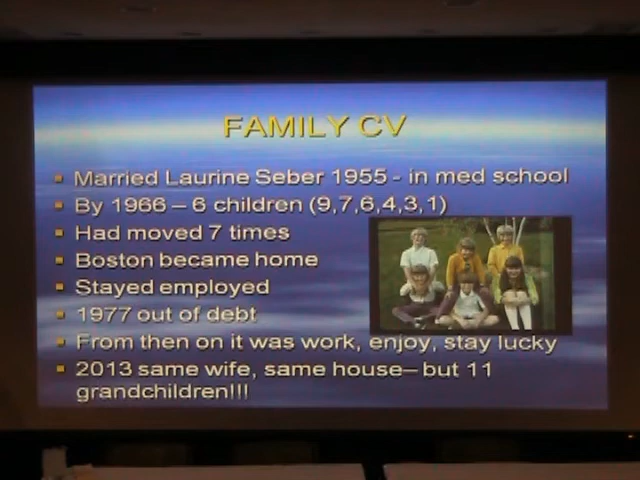 FAMILY CV
Married Laurine Seber 1955 - in med school
By 1966 – 6 children (9,7,6,4,3,1)
Had moved 7 times
Boston became home
Stayed employed
1977 out of debt
From then on it was work, enjoy, stay lucky
2013 same wife, same house– but 11
grandchildren!!!